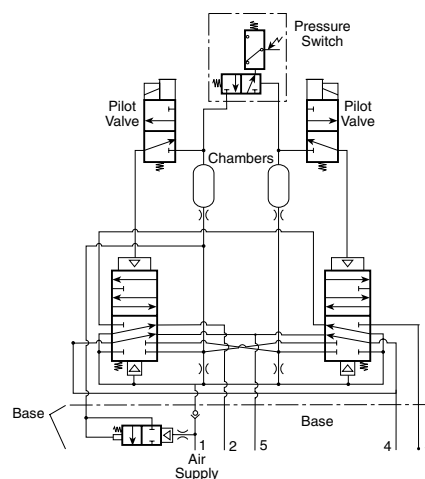 Pressure
Switch
Pilot
Valve
Pilot
Valve
Chambers
Base
Base
1
2
5
4
Air
Supply